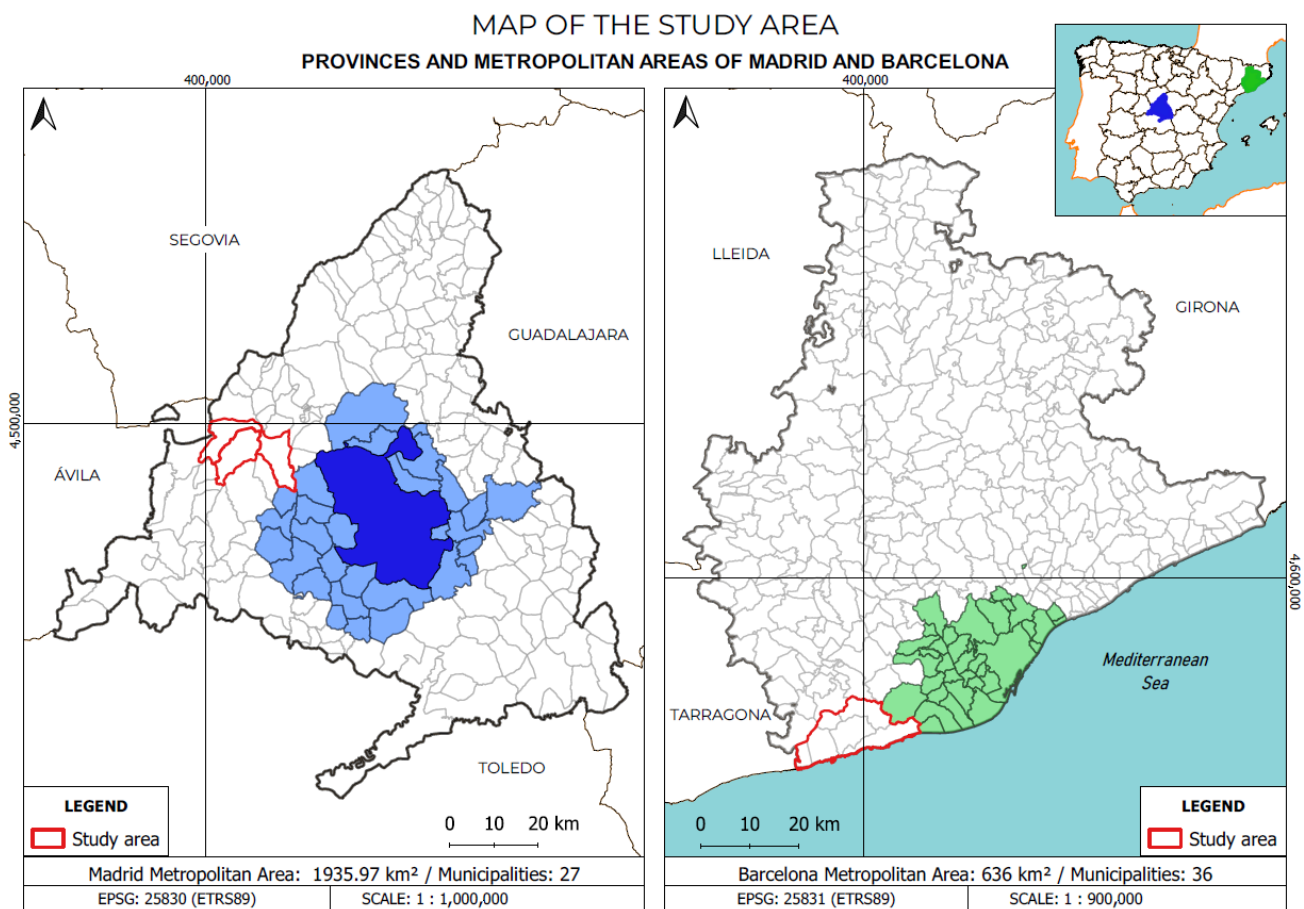 MAP OF THE STUDY AREA
PROVINCES AND METROPOLITAN AREAS OF MADRID AND BARCELONA
400,000
400,000
SEGOVIA
GUADALAJARA
4,500,000
ÁVILA
TOLEDO
LEGEND
Study area
0 10 20 km
LLEIDA
GIRONA
4,600,000
Mediterranean
Sea
TARRAGONA
0 10 20 km
LEGEND
Study area
Madrid Metropolitan Area: 1935.97 km² / Municipalities: 27
EPSG: 25830 (ETRS89)
SCALE: 1 : 1,000,000
Barcelona Metropolitan Area: 636 km² / Municipalities: 36
EPSG: 25831 (ETRS89)
SCALE: 1 : 900,000